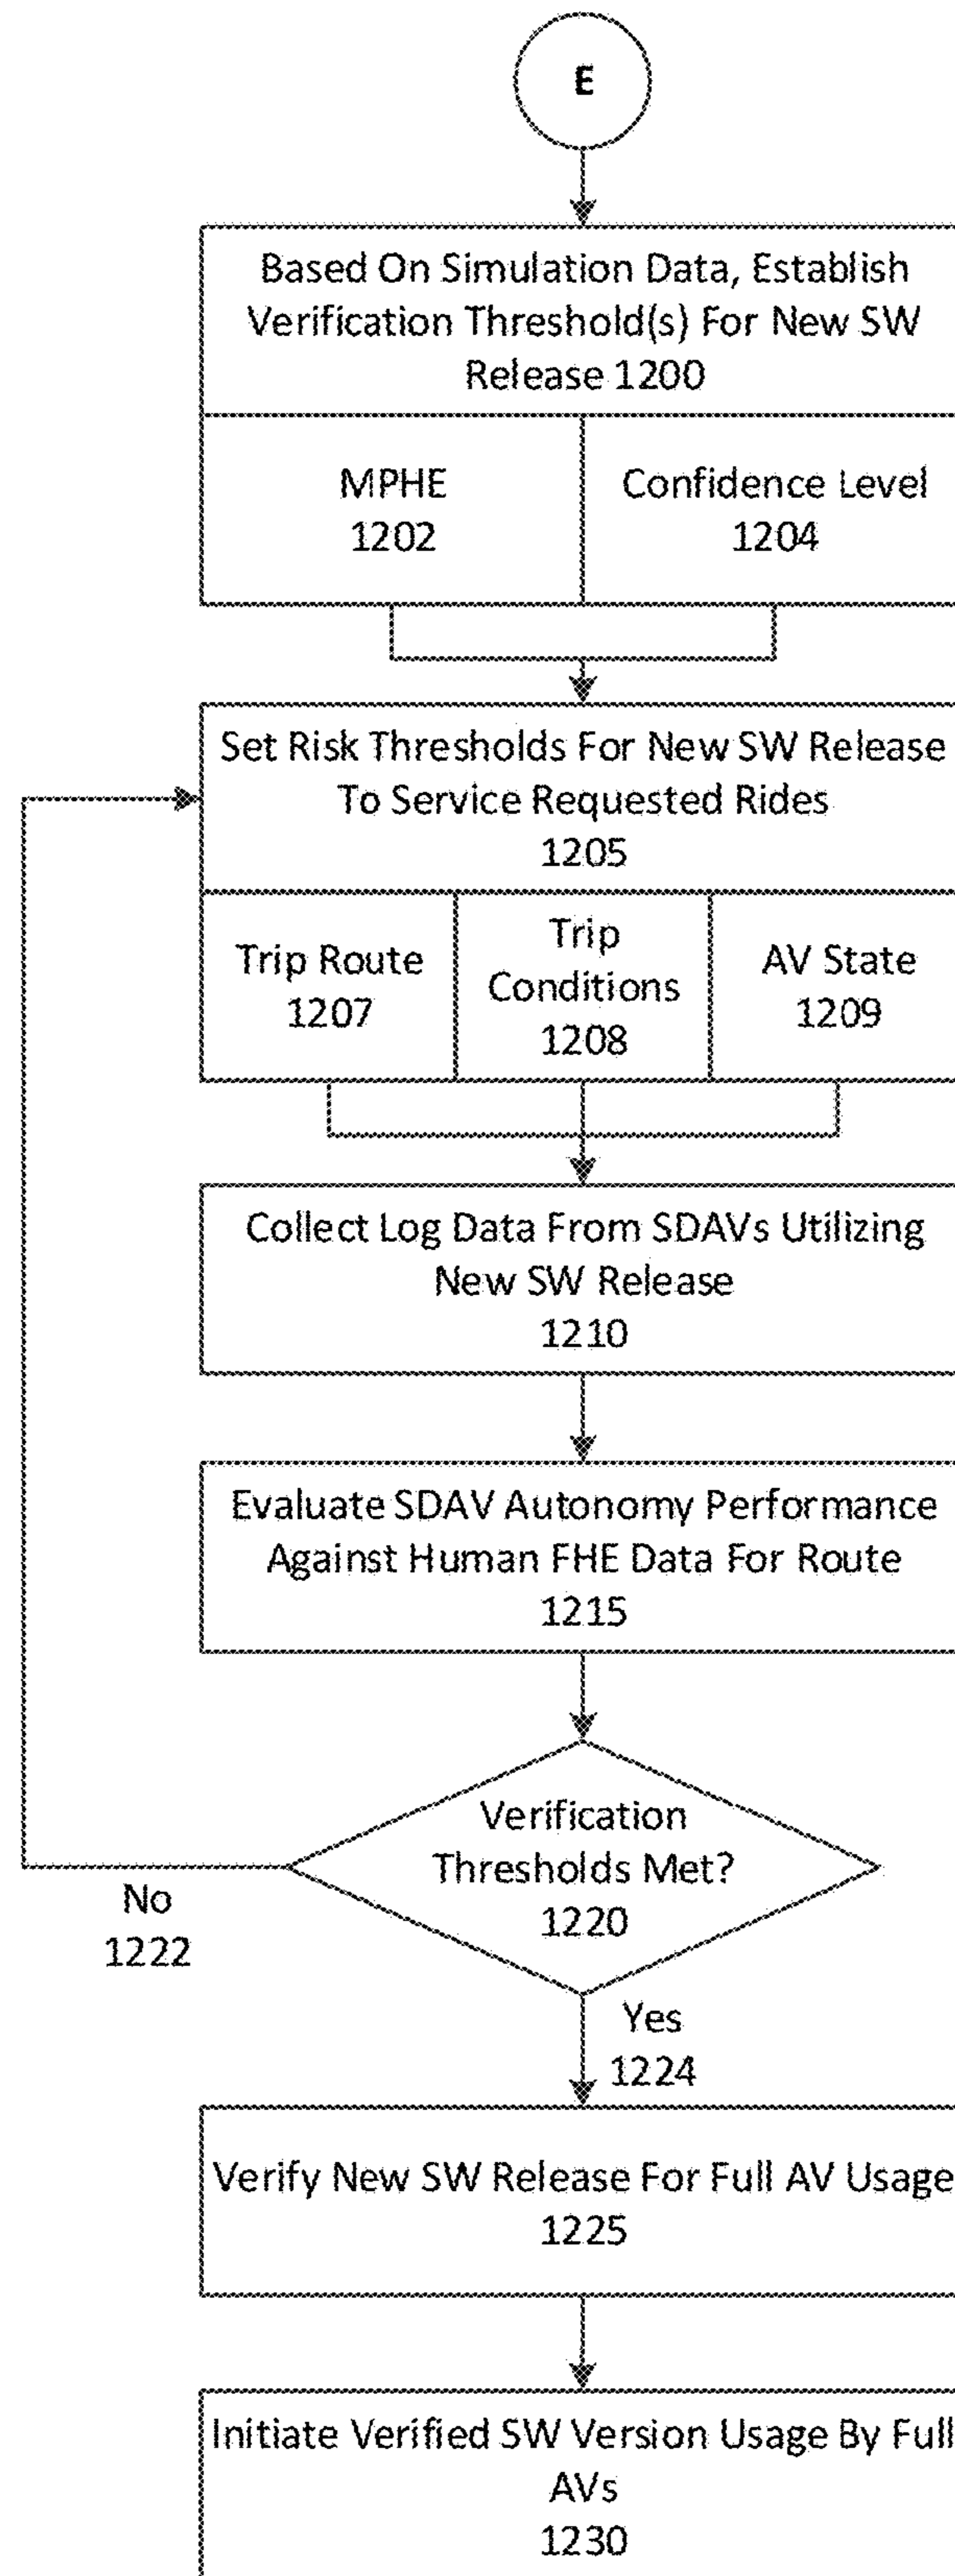 E
Based On Simulation Data, Establish
Verification Threshold(s) For New SW
Release 1200
MPHE
1202
Confidence Level
1204
Set Risk Thresholds For New SW Release
To Service Requested Rides
1205
Trip Route
1207
Trip
Conditions
1208
AV State
1209
Collect Log Data From SDAVs Utilizing
New SW Release
1210
Evaluate SDAV Autonomy Performance
Against Human FHE Data For Route
1215
Verification
Thresholds Met?
1220
No
1222
Yes
1224
Verify New SW Release For Full AV Usage
1225
Initiate Verified SW Version Usage By Full
AVs
1230